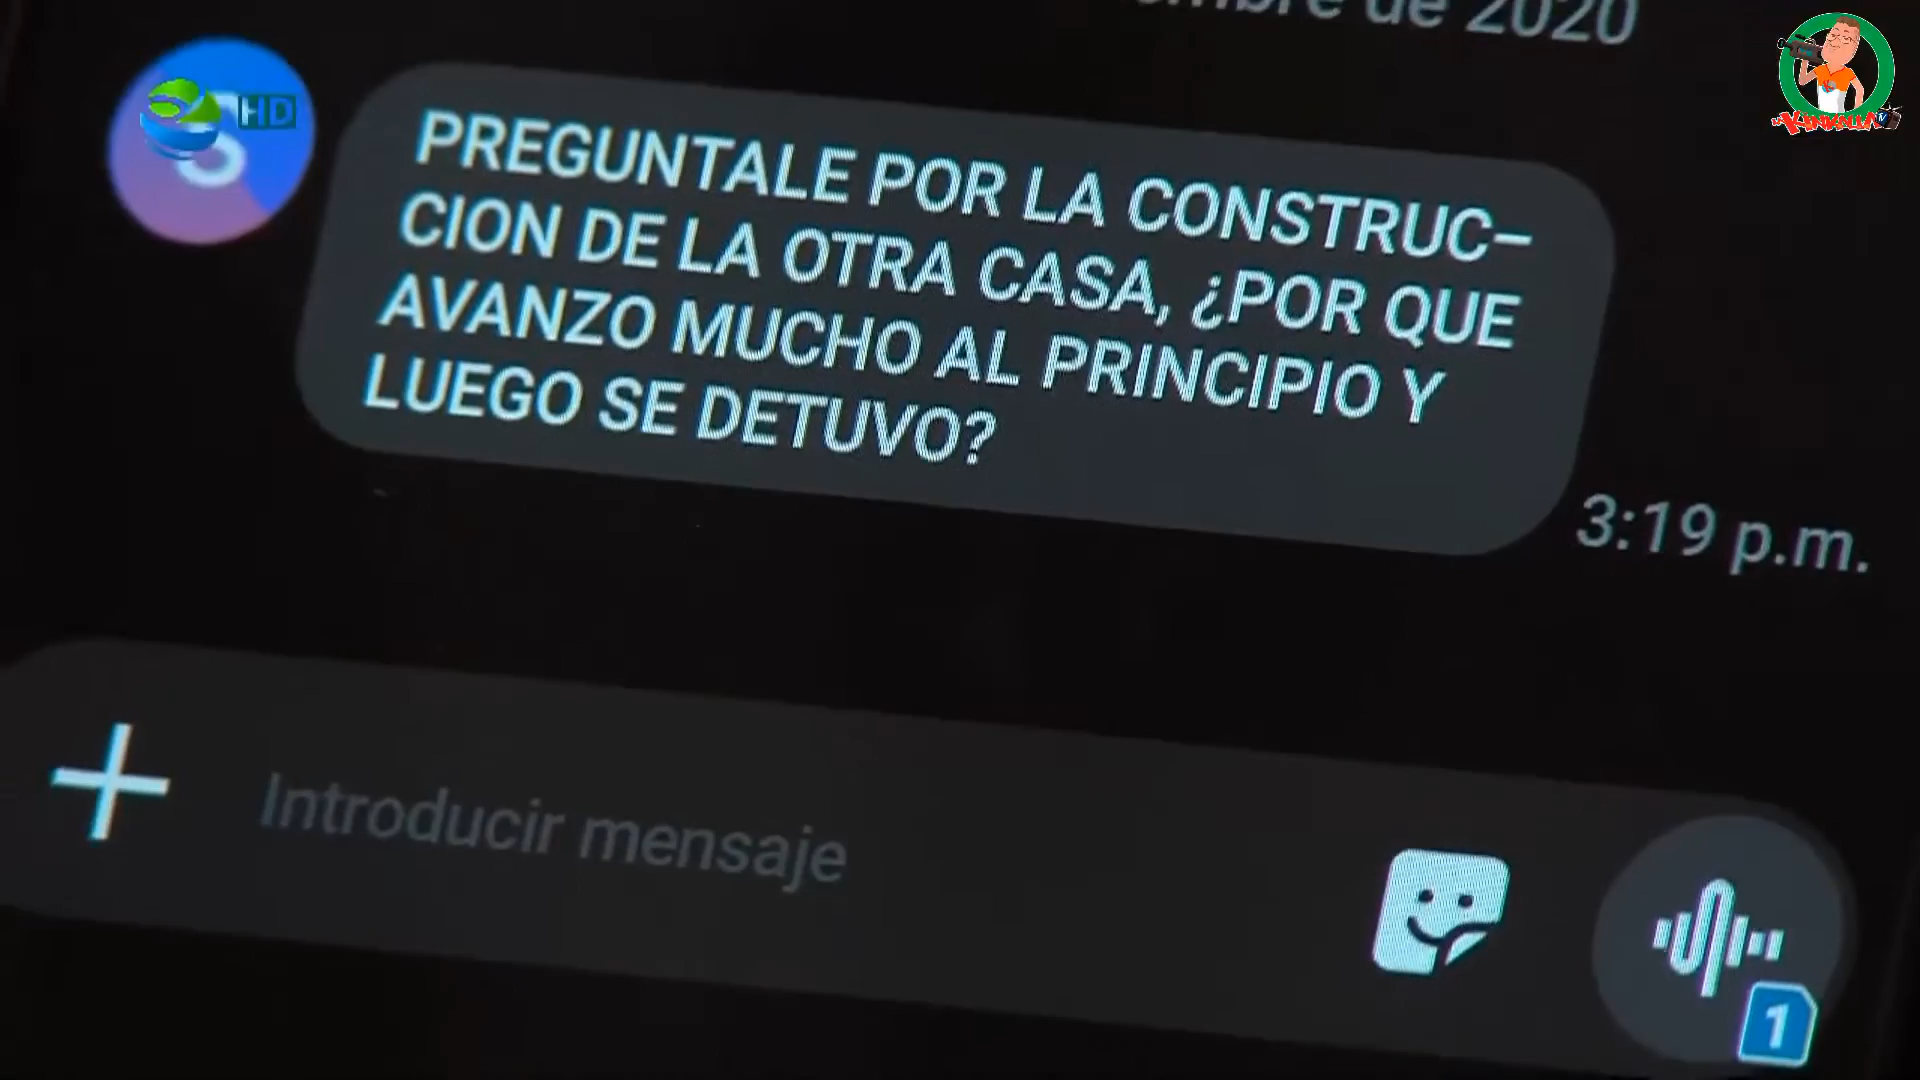 de 2020
S
HD
PREGUNTALE POR LA CONSTRUC-
CION DE LA OTRA CASA, ¿POR QUE
AVANZO MUCHO AL PRINCIPIO Y
LUEGO SE DETUVO?
3:19 p.m.
Introducir mensaje
1